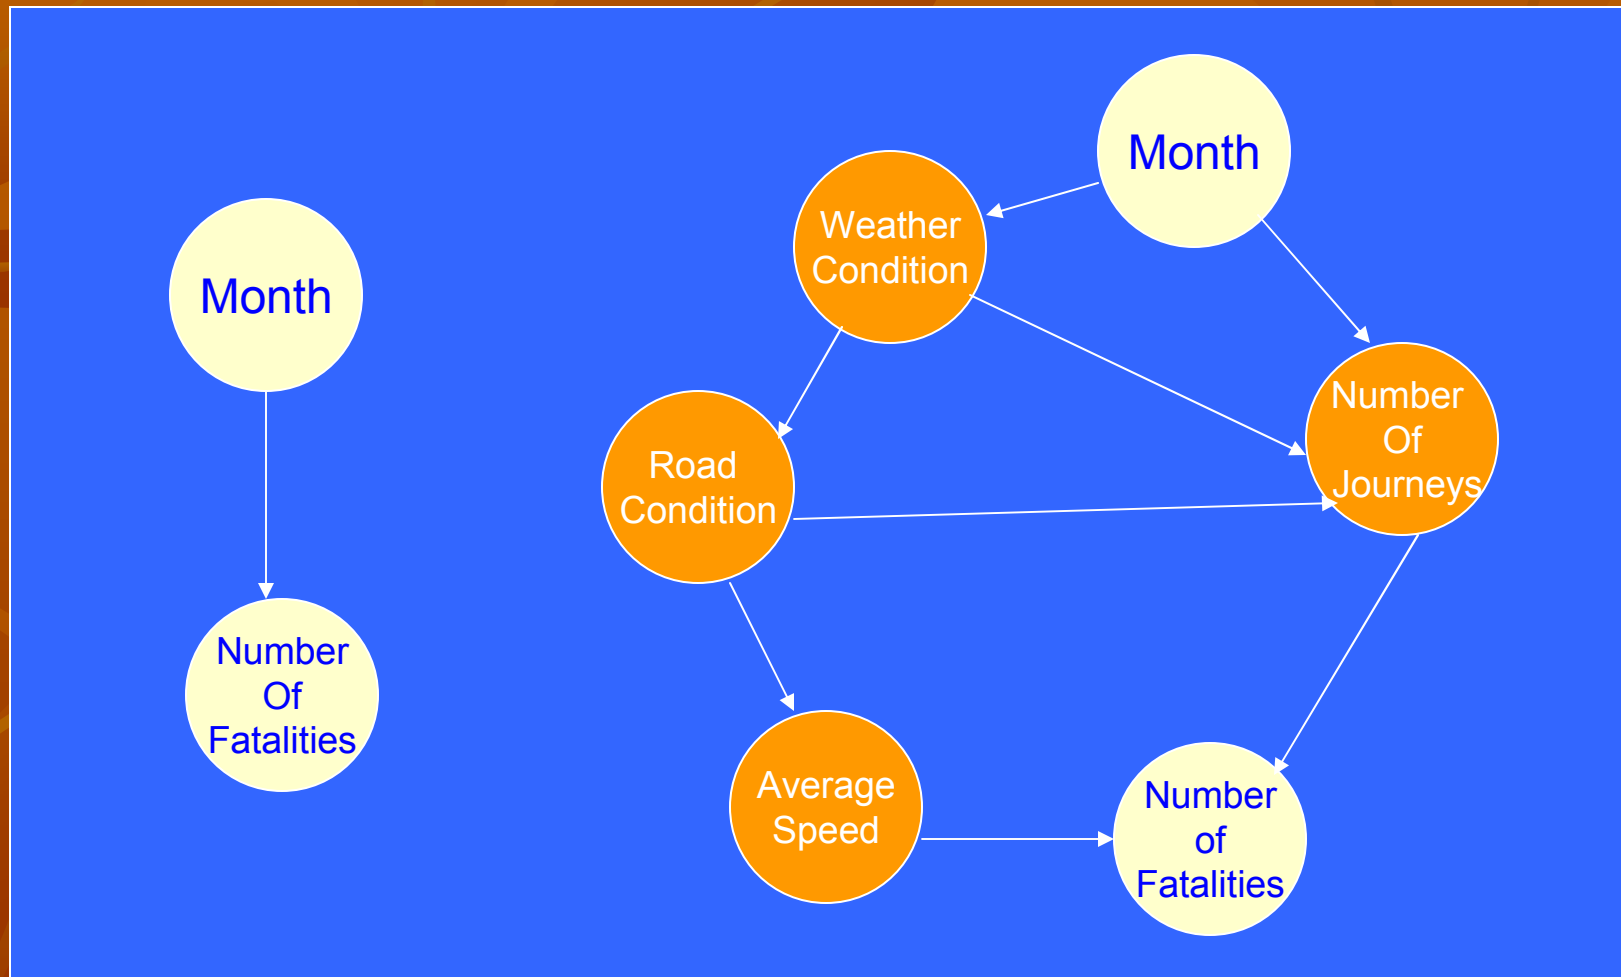 Month
Number
Of
Fatalities
Month
Weather
Condition
Number
Of
Journeys
Road
Condition
Average
Speed
Number
of
Fatalities